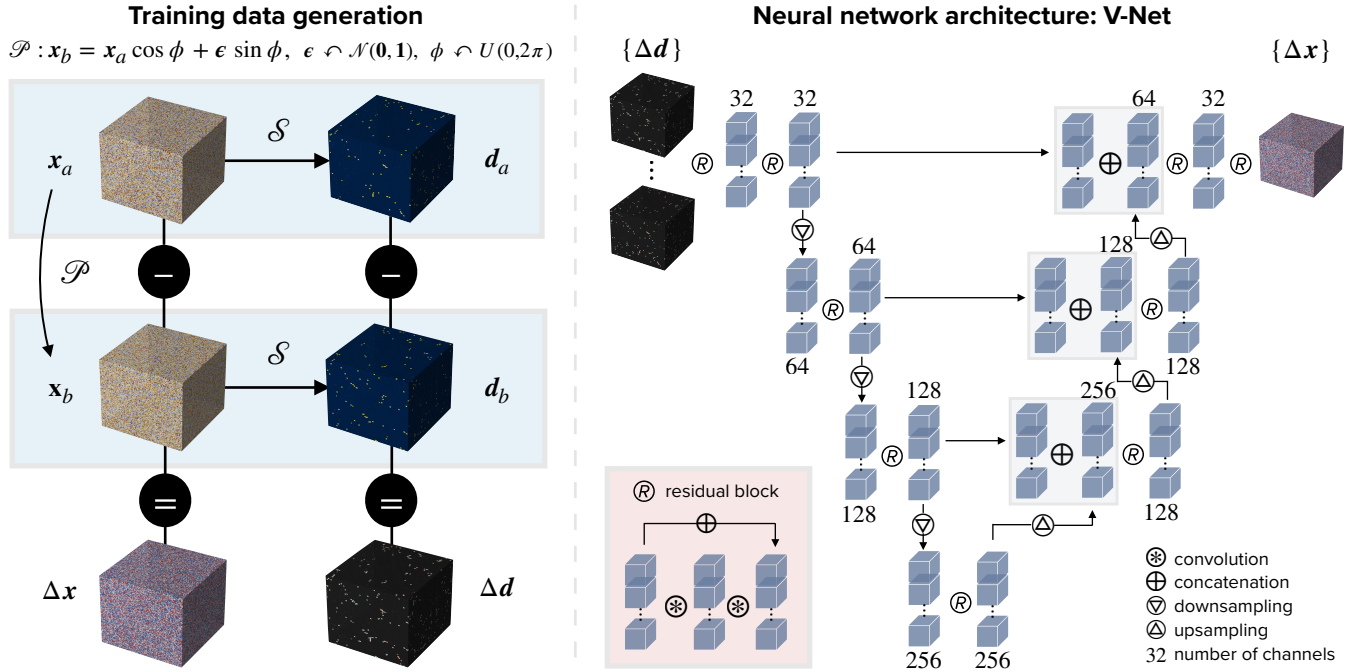 Training data generation
𝒫 : x_b = x_a cos ϕ + ϵ sin ϕ, ϵ ↶ 𝒩(0, 1), ϕ ↶ U(0,2π)
x_a
𝒮
d_a
−
−
𝒫
x_b
𝒮
d_b
=
=
Δx
Δd
Neural network architecture: V-Net
{Δd}
{Δx}
32
32
64
32
R
R
R
R
64
128
64
R
R
128
128
256
128
R
R
128
128
R
256
256
R residual block
convolution
concatenation
downsampling
upsampling
32 number of channels